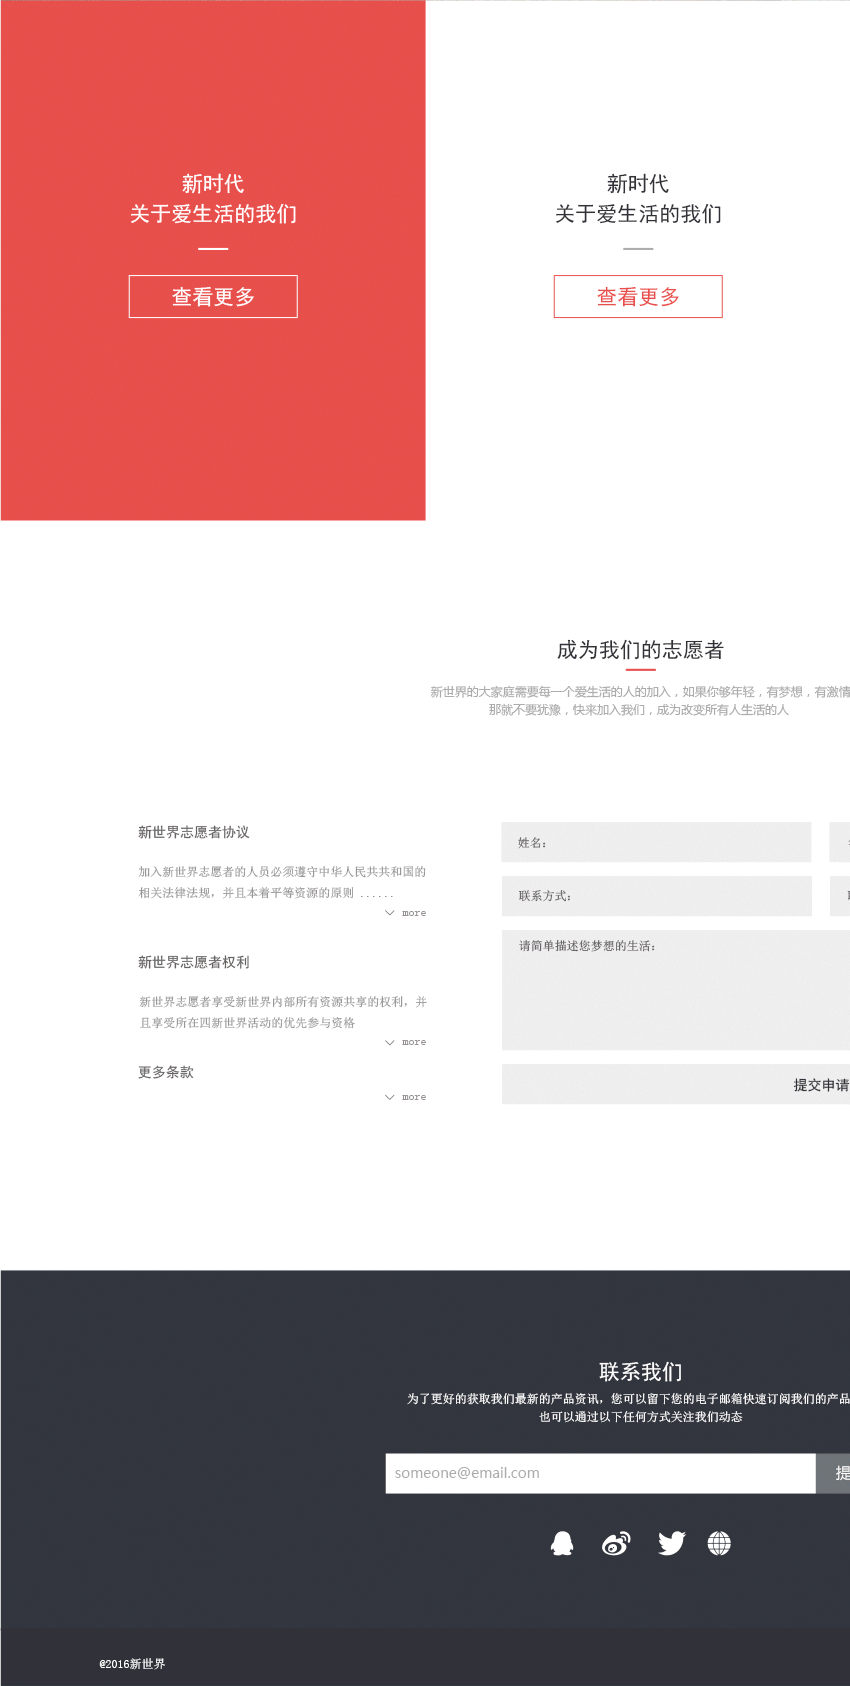 新时代
关于爱生活的我们
查看更多
新时代
关于爱生活的我们
查看更多
成为我们的志愿者
新世界的大家庭需要每一个爱生活的人的加入，如果你够年轻，有梦想，有激情
那就不要犹豫，快来加入我们，成为改变所有人生活的人
新世界志愿者协议
加入新世界志愿者的人员必须遵守中华人民共共和国的
相关法律法规，并且本着平等资源的原则 ......
more
新世界志愿者权利
新世界志愿者享受新世界内部所有资源共享的权利，并
且享受所在四新世界活动的优先参与资格
more
更多条款
more
姓名：
联系方式：
请简单描述您梦想的生活：
提交申请
联系我们
为了更好的获取我们最新的产品资讯，您可以留下您的电子邮箱快速订阅我们的产品
也可以通过以下任何方式关注我们动态
someone@email.com
提
@2016新世界